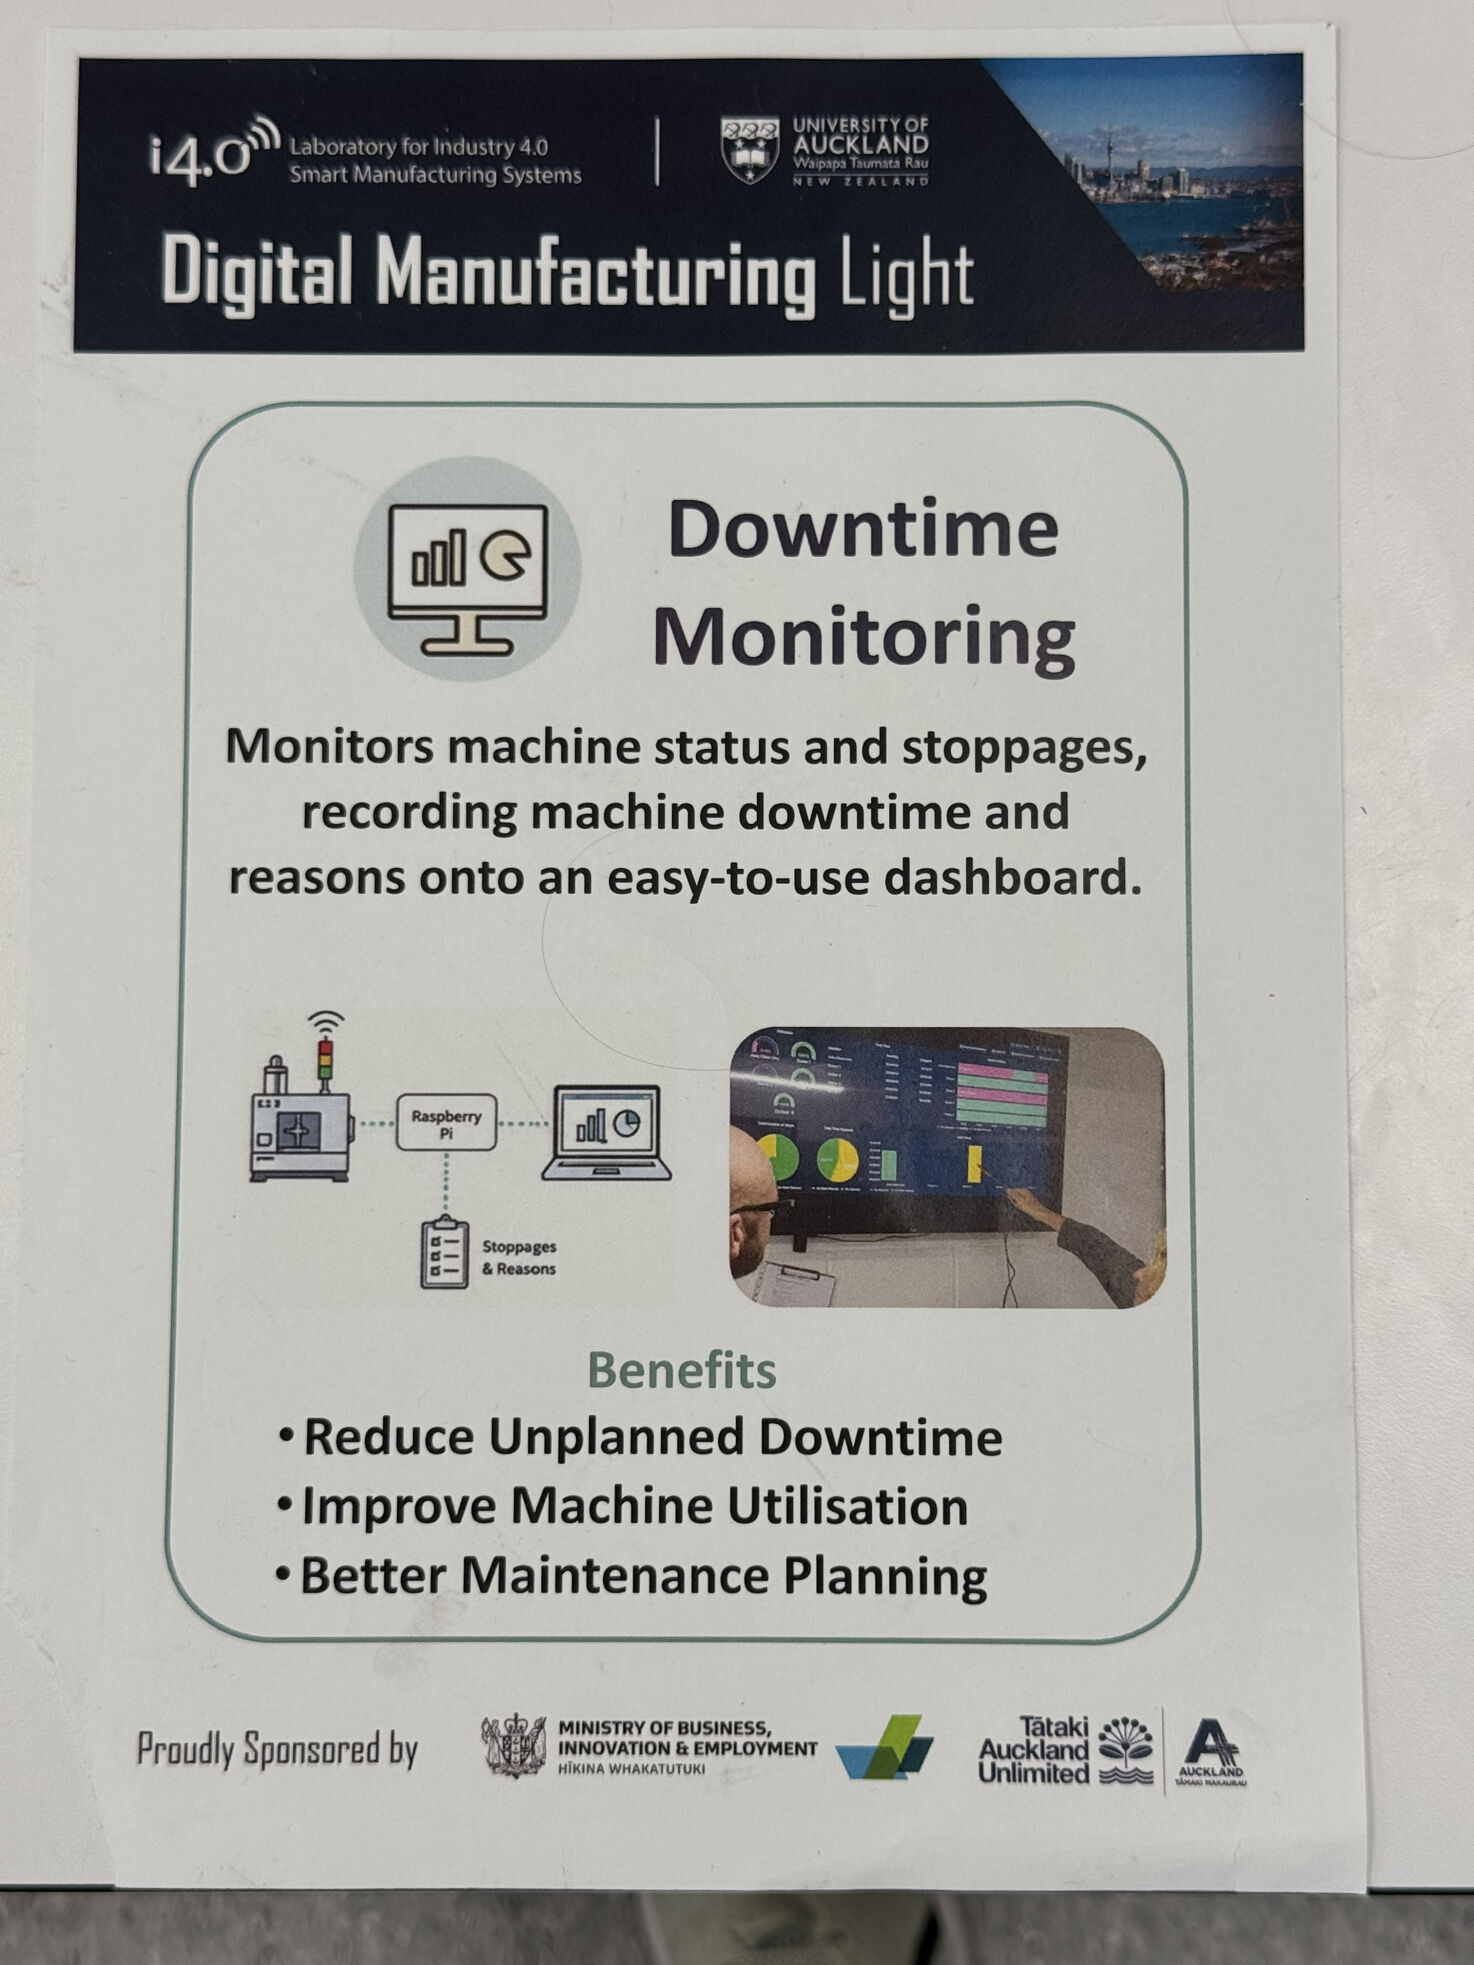 i4.0
Laboratory for Industry 4.0
Smart Manufacturing Systems
UNIVERSITY OF
AUCKLAND
Waipapa Taumata Rau
NEW ZEALAND
Digital Manufacturing Light
Downtime
Monitoring
Monitors machine status and stoppages,
recording machine downtime and
reasons onto an easy-to-use dashboard.
Raspberry
Pi
Stoppages
& Reasons
Benefits
• Reduce Unplanned Downtime
• Improve Machine Utilisation
• Better Maintenance Planning
Proudly Sponsored by
MINISTRY OF BUSINESS,
INNOVATION & EMPLOYMENT
HĪKINA WHAKATUTUKI
Tātaki
Auckland
Unlimited
AUCKLAND
TĀMAKI MAKAURAU